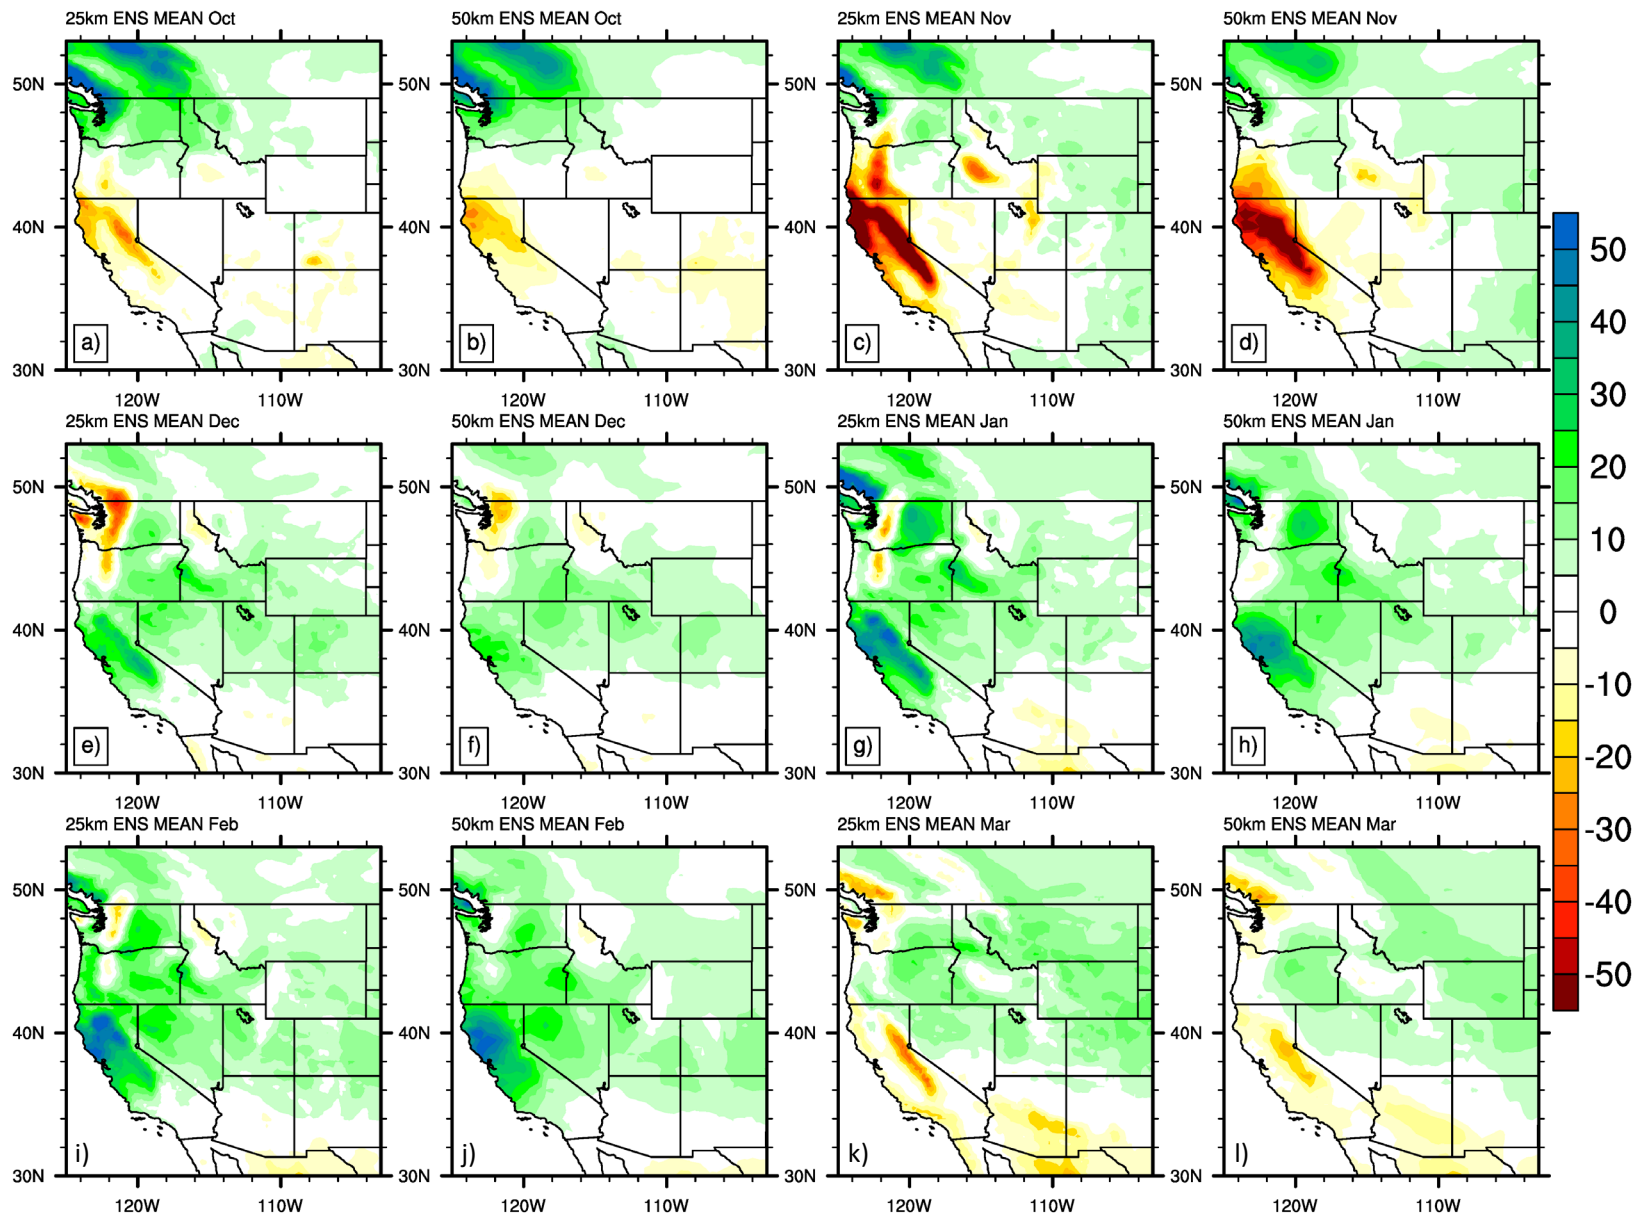 25km ENS MEAN Oct
50km ENS MEAN Oct
25km ENS MEAN Nov
50km ENS MEAN Nov
50N
40N
30N
120W
110W
a)
50N
40N
30N
120W
110W
b)
50N
40N
30N
120W
110W
c)
50N
40N
30N
120W
110W
d)
25km ENS MEAN Dec
50km ENS MEAN Dec
25km ENS MEAN Jan
50km ENS MEAN Jan
50N
40N
30N
120W
110W
e)
50N
40N
30N
120W
110W
f)
50N
40N
30N
120W
110W
g)
50N
40N
30N
120W
110W
h)
25km ENS MEAN Feb
50km ENS MEAN Feb
25km ENS MEAN Mar
50km ENS MEAN Mar
50N
40N
30N
120W
110W
i)
50N
40N
30N
120W
110W
j)
50N
40N
30N
120W
110W
k)
50N
40N
30N
120W
110W
l)
50
40
30
20
10
0
-10
-20
-30
-40
-50